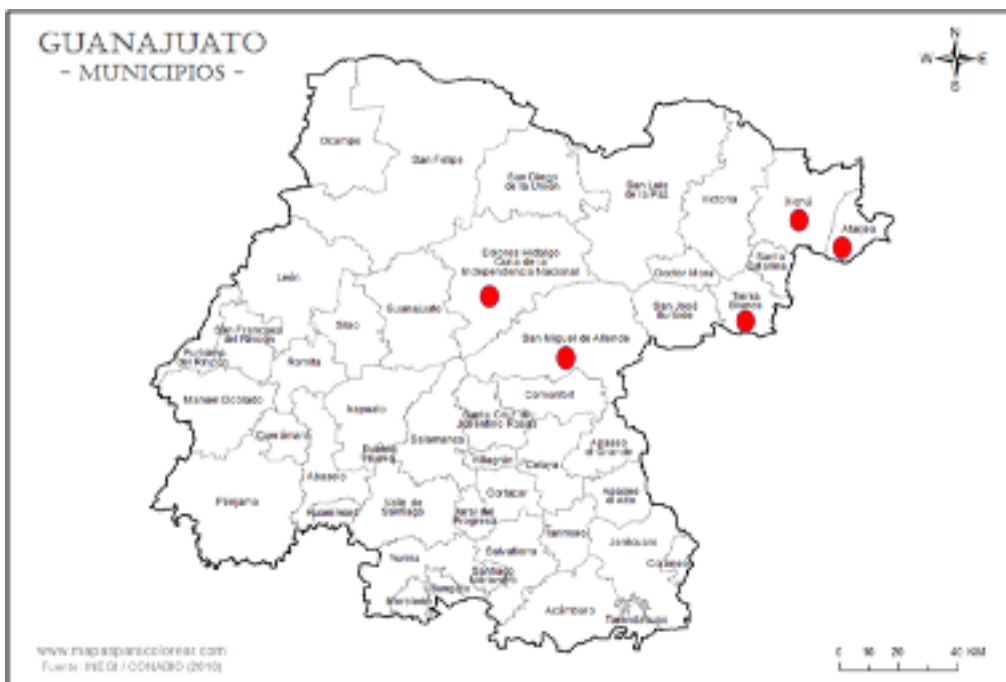 GUANAJUATO
- MUNICIPIOS -
N
W
E
S
Ocampo
San Felipe
San Diego
de la Unión
San Luis
de la Paz
Victoria
Xichú
Atarjea
Dolores Hidalgo
Cuna de la
Independencia Nacional
Santa
Catarina
León
Doctor Mora
Guanajuato
San José
Iturbide
Tierra
Blanca
Silao
San Francisco
del Rincón
San Miguel de Allende
Purísima
del Rincón
Romita
Manuel Doblado
Comonfort
Irapuato
Santa Cruz de
Juventino Rosas
Cuerámaro
Salamanca
Apaseo
el Grande
Pueblo
Nuevo
Villagrán
Celaya
Abasolo
Pénjamo
Cortazar
Apaseo
el Alto
Huanímaro
Valle de
Santiago
Jaral del
Progreso
Tarimoro
Jerécuaro
Salvatierra
Yuriria
Coroneo
Santiago
Maravatío
Uriangato
Moroleón
Acámbaro
Tarandacuao
www.mapasparacolorear.com
Fuente: INEGI / CONABIO (2010)
0 10 20 40 KM